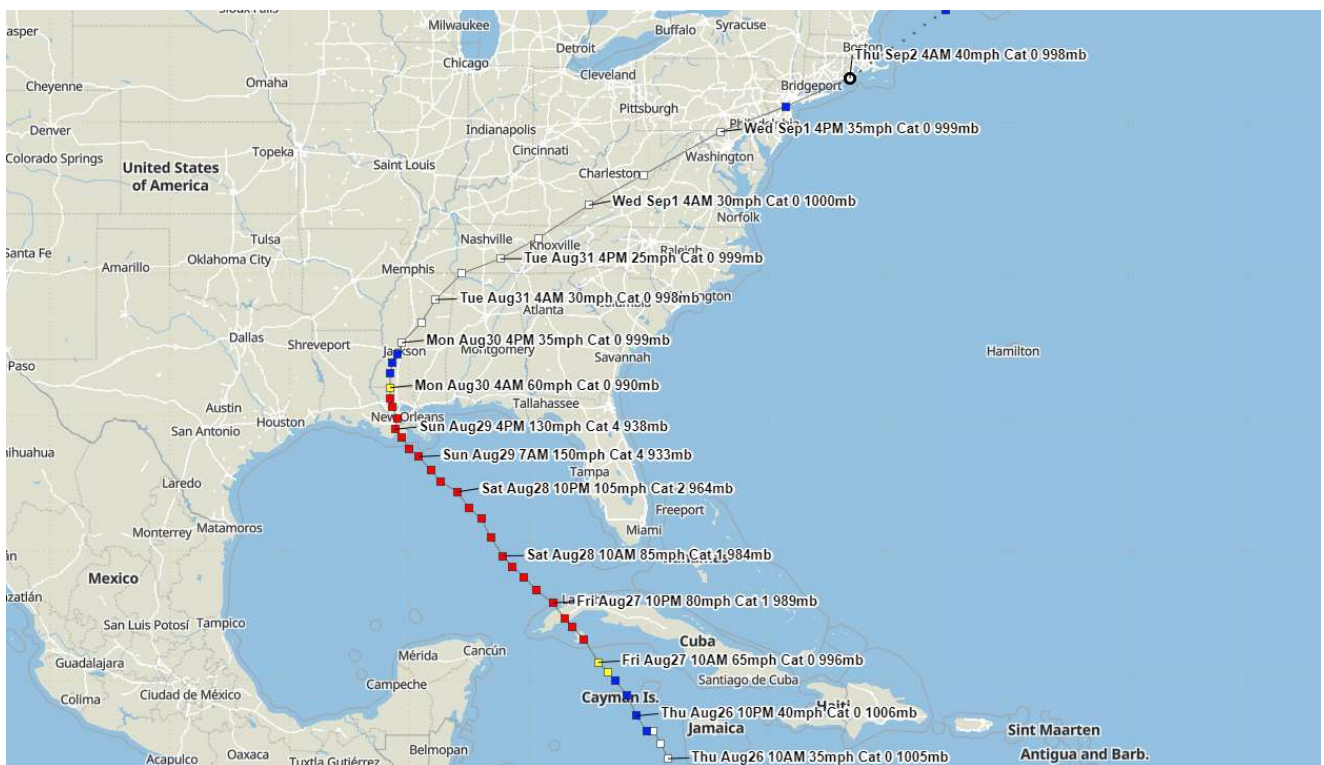 Sioux Falls
Milwaukee
Syracuse
asper
Buffalo
Detroit
Boston
Thu Sep2 4AM 40mph Cat 0 998mb
Chicago
Cleveland
Cheyenne
Omaha
Bridgeport
Pittsburgh
Philadelphia
Denver
Indianapolis
Wed Sep1 4PM 35mph Cat 0 999mb
Colorado Springs
Topeka
Cincinnati
Washington
United States
of America
Saint Louis
Charleston
Wed Sep1 4AM 30mph Cat 0 1000mb
Norfolk
Santa Fe
Tulsa
Nashville
Knoxville
Raleigh
Amarillo
Oklahoma City
Memphis
Tue Aug31 4PM 25mph Cat 0 999mb
Tue Aug31 4AM 30mph Cat 0 998mb
Atlanta
Dallas
Shreveport
Jackson
Mon Aug30 4PM 35mph Cat 0 999mb
Montgomery
Savannah
Hamilton
Paso
Mon Aug30 4AM 60mph Cat 0 990mb
Austin
Tallahassee
Houston
New Orleans
San Antonio
Sun Aug29 4PM 130mph Cat 4 938mb
hihuahua
Sun Aug29 7AM 150mph Cat 4 933mb
Tampa
Laredo
Sat Aug28 10PM 105mph Cat 2 964mb
Freeport
Monterrey
Matamoros
Miami
Sat Aug28 10AM 85mph Cat 1 984mb
Mexico
azatlán
Fri Aug27 10PM 80mph Cat 1 989mb
San Luis Potosí
Tampico
Cuba
Mérida
Cancún
Guadalajara
Fri Aug27 10AM 65mph Cat 0 996mb
Santiago de Cuba
Campeche
Colima
Ciudad de México
Cayman Is.
Haiti
Thu Aug26 10PM 40mph Cat 0 1006mb
Jamaica
Sint Maarten
Oaxaca
Belmopan
Antigua and Barb.
Acapulco
Tuxtla Gutiérrez
Thu Aug26 10AM 35mph Cat 0 1005mb